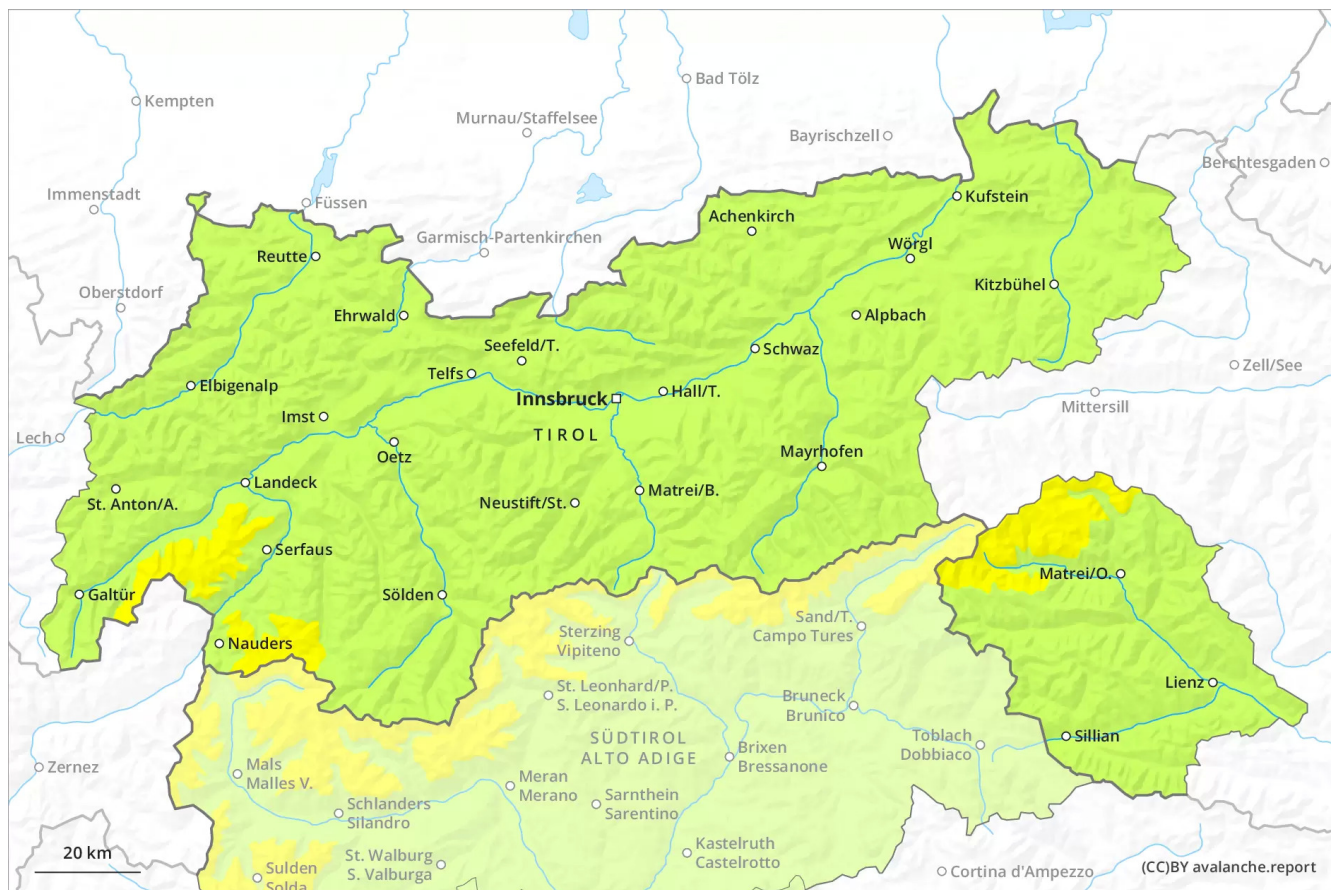 Bad Tölz
Kempten
Murnau/Staffelsee
Bayrischzell
Berchtesgaden
Immenstadt
Füssen
Kufstein
Achenkirch
Garmisch-Partenkirchen
Wörgl
Reutte
Kitzbühel
Oberstdorf
Ehrwald
Alpbach
Seefeld/T.
Schwaz
Zell/See
Telfs
Elbigenalp
Hall/T.
Innsbruck
Mittersill
Imst
TIROL
Lech
Oetz
Mayrhofen
Landeck
Matrei/B.
St. Anton/A.
Neustift/St.
Serfaus
Matrei/O.
Galtür
Sölden
Sand/T.
Campo Tures
Sterzing
Vipiteno
Nauders
Lienz
St. Leonhard/P.
S. Leonardo i. P.
Bruneck
Brunico
Toblach
Dobbiaco
Sillian
SÜDTIROL
ALTO ADIGE
Brixen
Bressanone
Zernez
Mals
Malles V.
Meran
Merano
Schlanders
Silandro
Sarnthein
Sarentino
20 km
St. Walburg
S. Valburga
Kastelruth
Castelrotto
Sulden
Solda
Cortina d'Ampezzo
(CC)BY avalanche.report